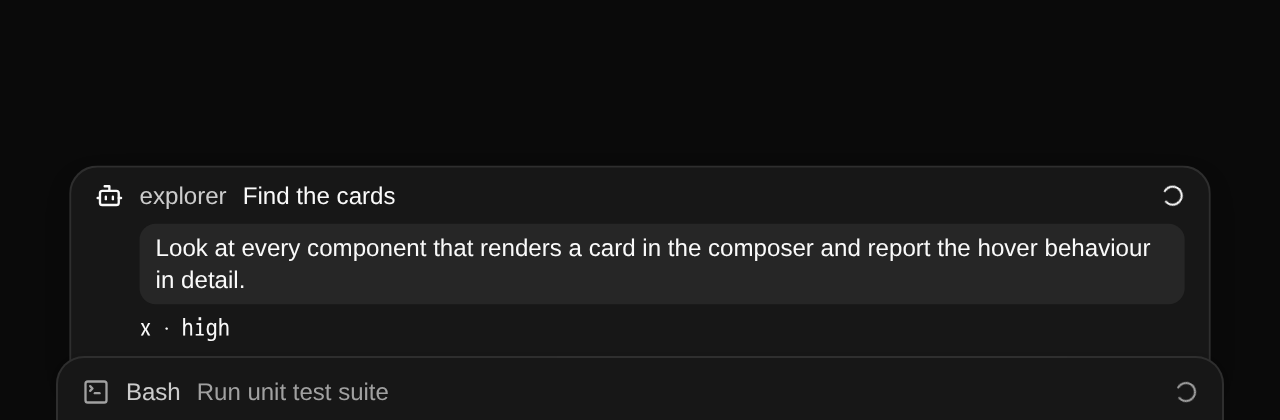 explorer Find the cards
Look at every component that renders a card in the composer and report the hover behaviour
in detail.
x · high
Bash Run unit test suite